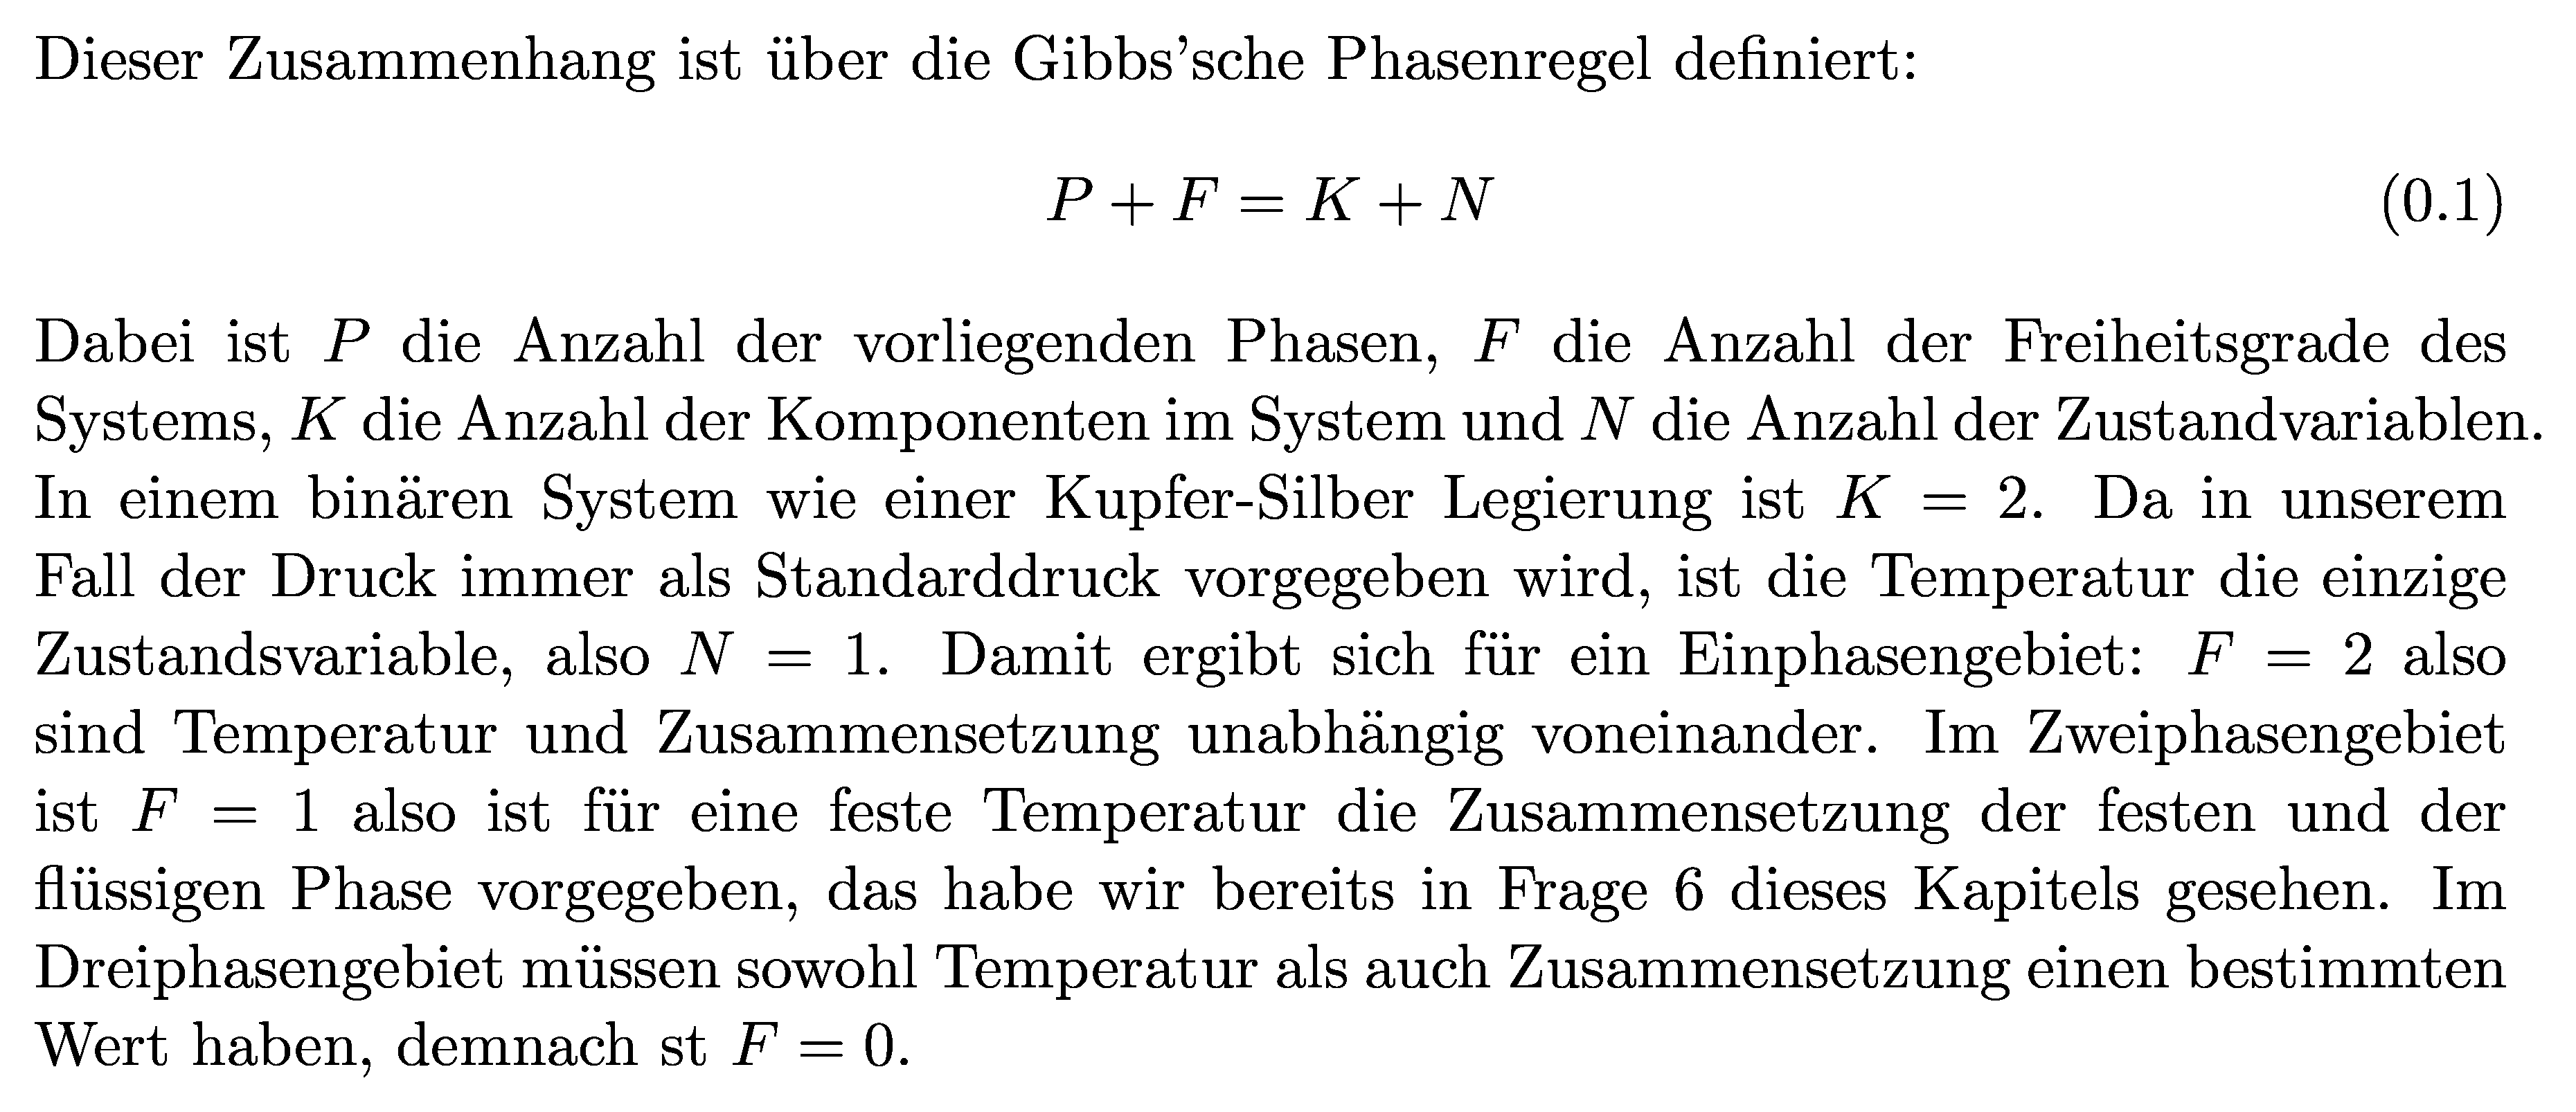 Dieser Zusammenhang ist über die Gibbs'sche Phasenregel definiert:
P + F = K + N (0.1)
Dabei ist P die Anzahl der vorliegenden Phasen, F die Anzahl der Freiheitsgrade des
Systems, K die Anzahl der Komponenten im System und N die Anzahl der Zustandvariablen.
In einem binären System wie einer Kupfer-Silber Legierung ist K = 2. Da in unserem
Fall der Druck immer als Standarddruck vorgegeben wird, ist die Temperatur die einzige
Zustandsvariable, also N = 1. Damit ergibt sich für ein Einphasengebiet: F = 2 also
sind Temperatur und Zusammensetzung unabhängig voneinander. Im Zweiphasengebiet
ist F = 1 also ist für eine feste Temperatur die Zusammensetzung der festen und der
flüssigen Phase vorgegeben, das habe wir bereits in Frage 6 dieses Kapitels gesehen. Im
Dreiphasengebiet müssen sowohl Temperatur als auch Zusammensetzung einen bestimmten
Wert haben, demnach st F = 0.